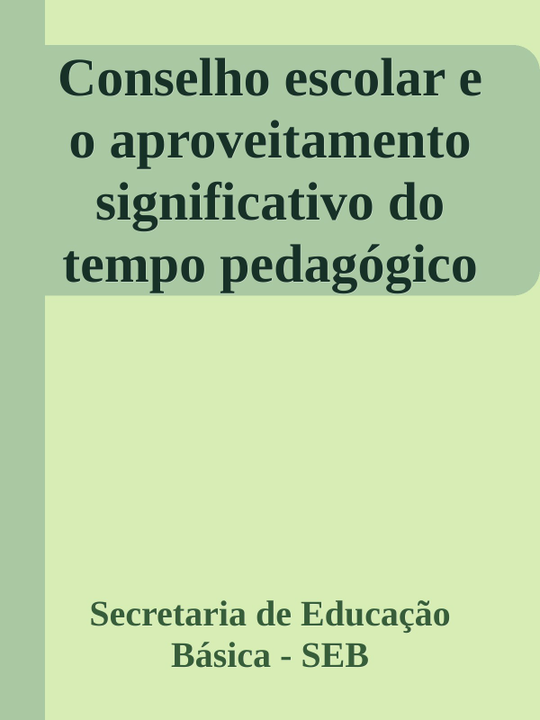 Conselho escolar e
o aproveitamento
significativo do
tempo pedagógico
Secretaria de Educação
Básica - SEB